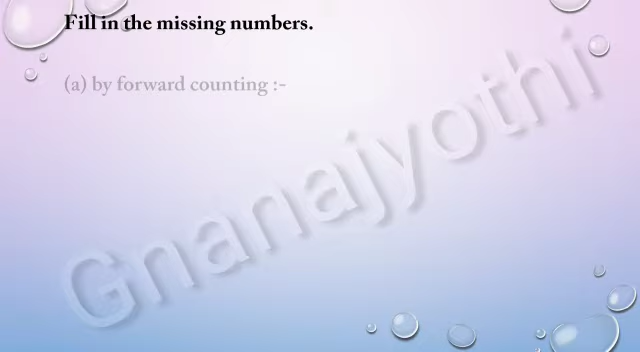 Fill in the missing numbers.
(a) by forward counting :-
Gnanajyothi